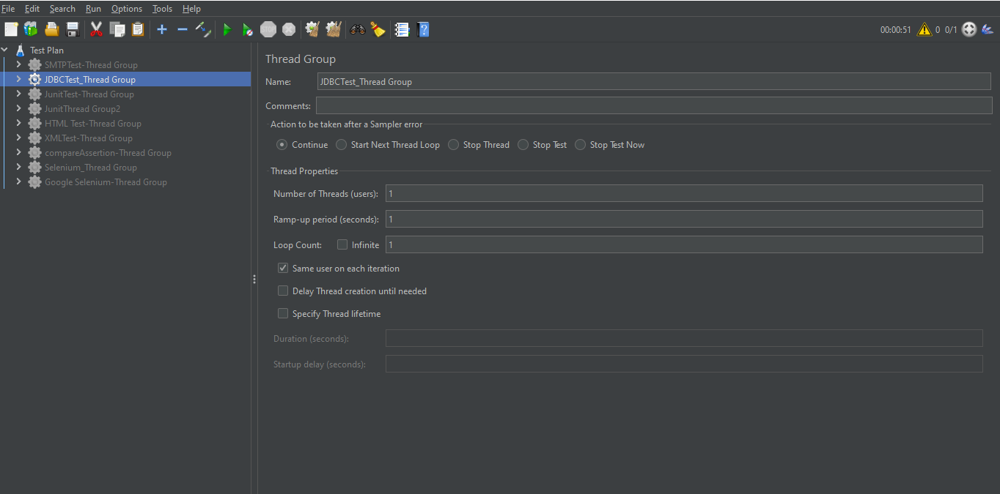 File Edit Search Run Options Tools Help
STOP 00:00:51 0 0/1
Test Plan
SMTPTest-Thread Group
JDBCTest_Thread Group
JunitTest-Thread Group
JunitThread Group2
HTML Test-Thread Group
XMLTest-Thread Group
compareAssertion-Thread Group
Selenium_Thread Group
Google Selenium-Thread Group
Thread Group
Name: JDBCTest_Thread Group
Comments:
Action to be taken after a Sampler error
Continue Start Next Thread Loop Stop Thread Stop Test Stop Test Now
Thread Properties
Number of Threads (users): 1
Ramp-up period (seconds): 1
Loop Count: Infinite 1
Same user on each iteration
Delay Thread creation until needed
Specify Thread lifetime
Duration (seconds):
Startup delay (seconds):